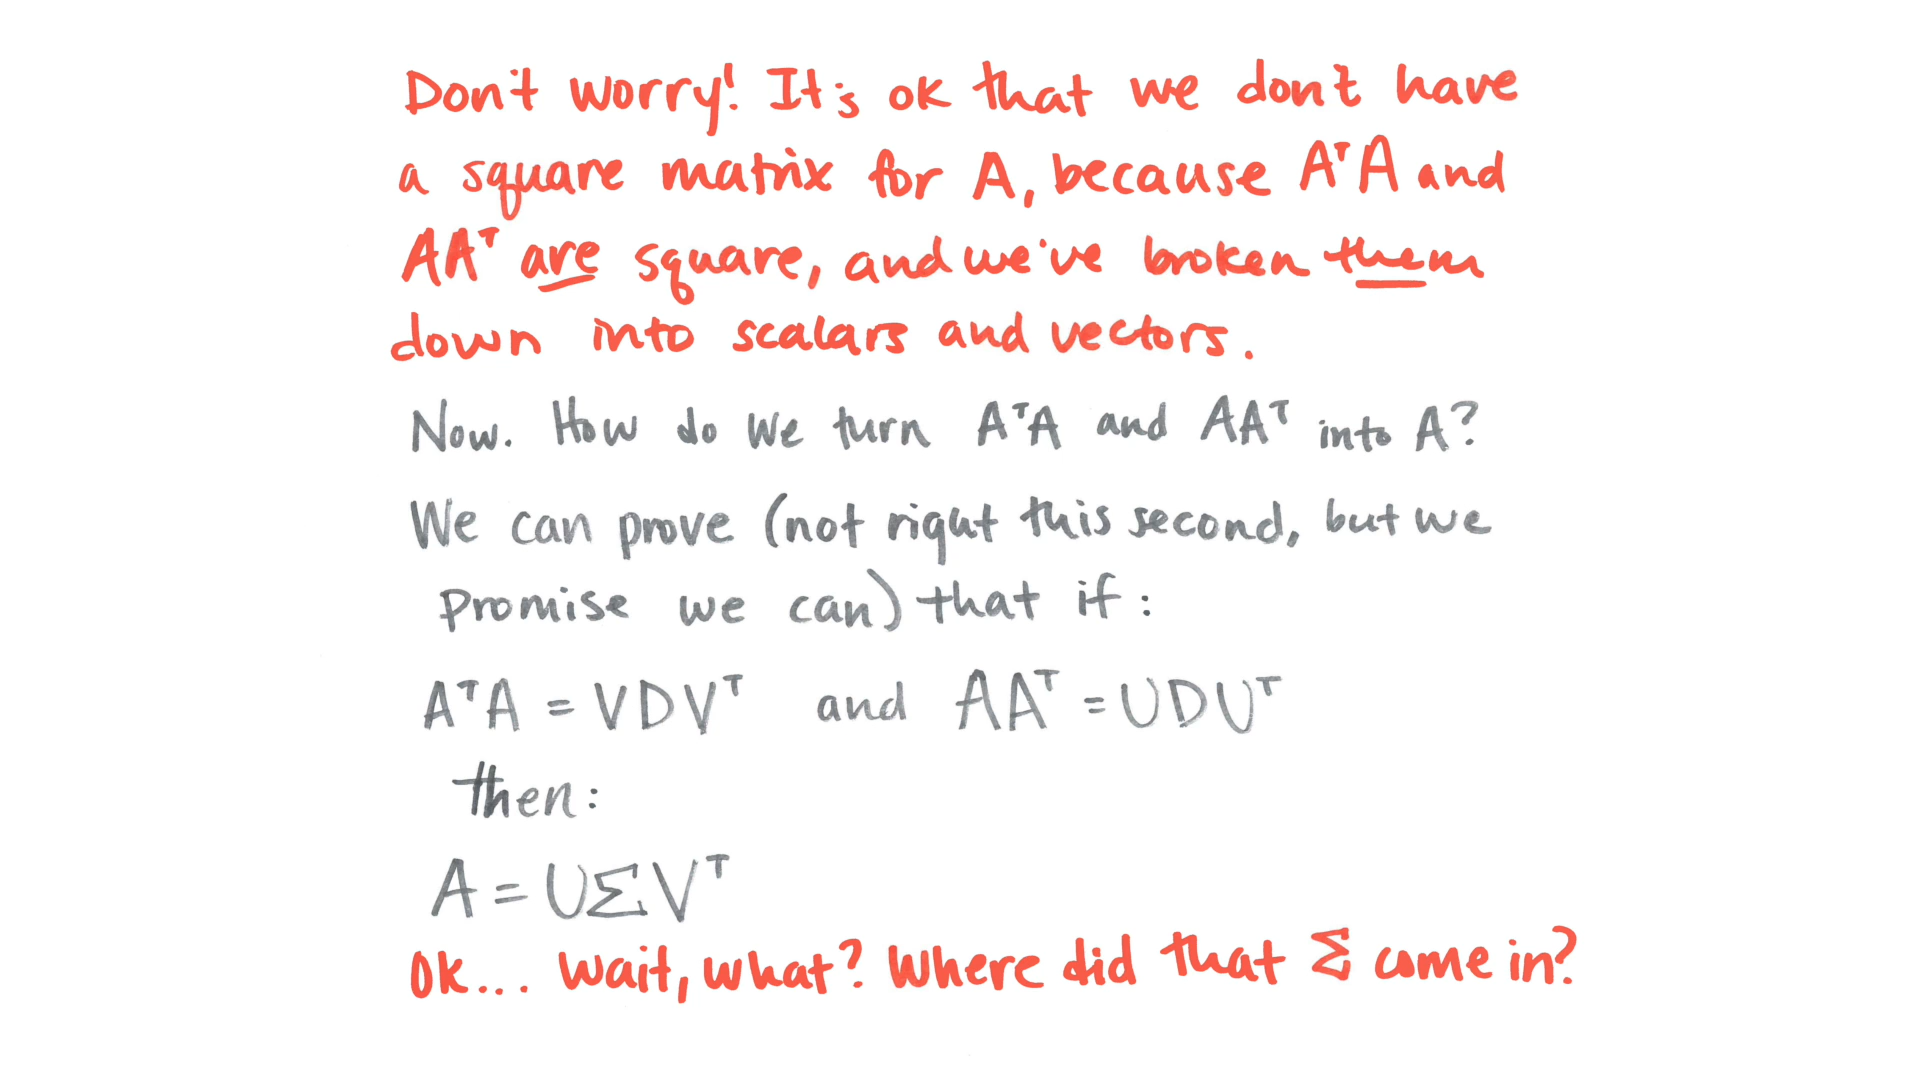 Don't worry! It's ok that we don't have
a square matrix for A, because AᵀA and
AAᵀ are square, and we've broken them
down into scalars and vectors.
Now. How do we turn AᵀA and AAᵀ into A?
We can prove (not right this second, but we
promise we can) that if:
AᵀA = VDVᵀ and AAᵀ = UDUᵀ
then:
A = UΣVᵀ
Ok... wait, what? Where did that Σ come in?